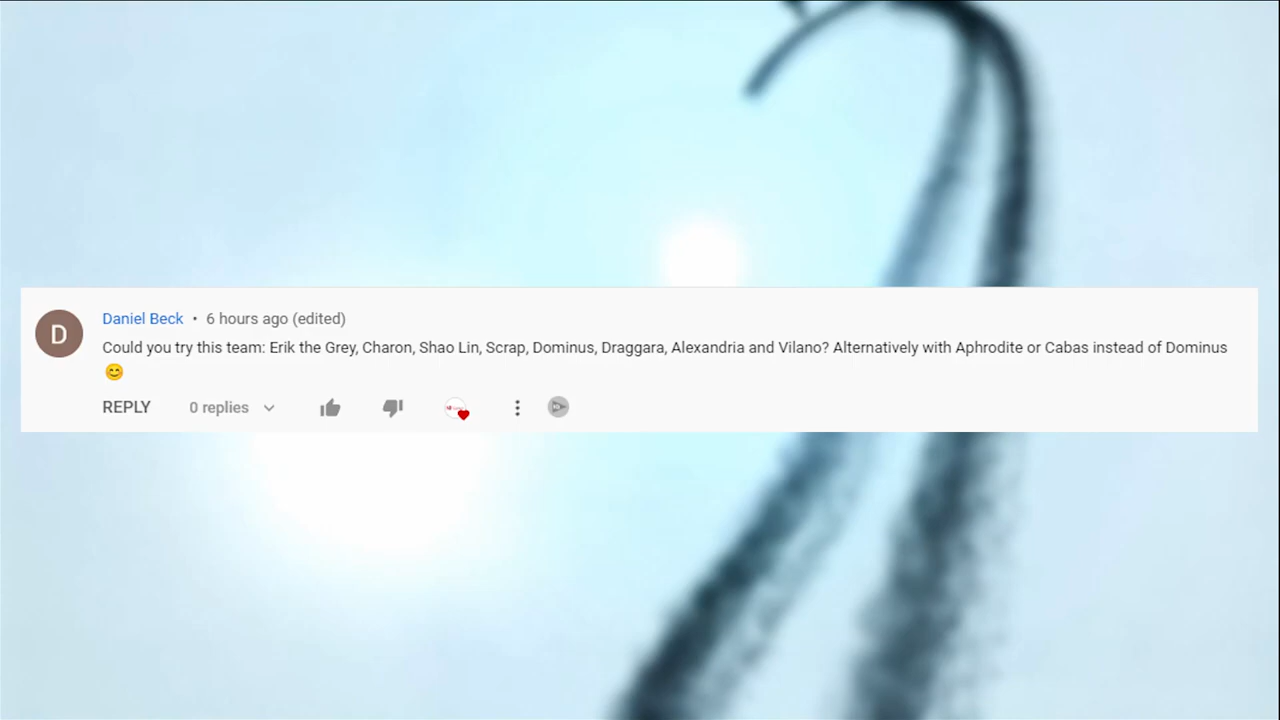 D
Daniel Beck • 6 hours ago (edited)
Could you try this team: Erik the Grey, Charon, Shao Lin, Scrap, Dominus, Draggara, Alexandria and Vilano? Alternatively with Aphrodite or Cabas instead of Dominus
😊
REPLY 0 replies